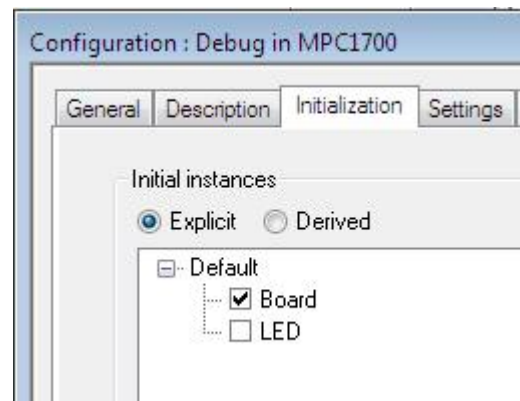 Configuration : Debug in MPC1700
General Description Initialization Settings
Initial instances
Explicit Derived
Default
Board
LED